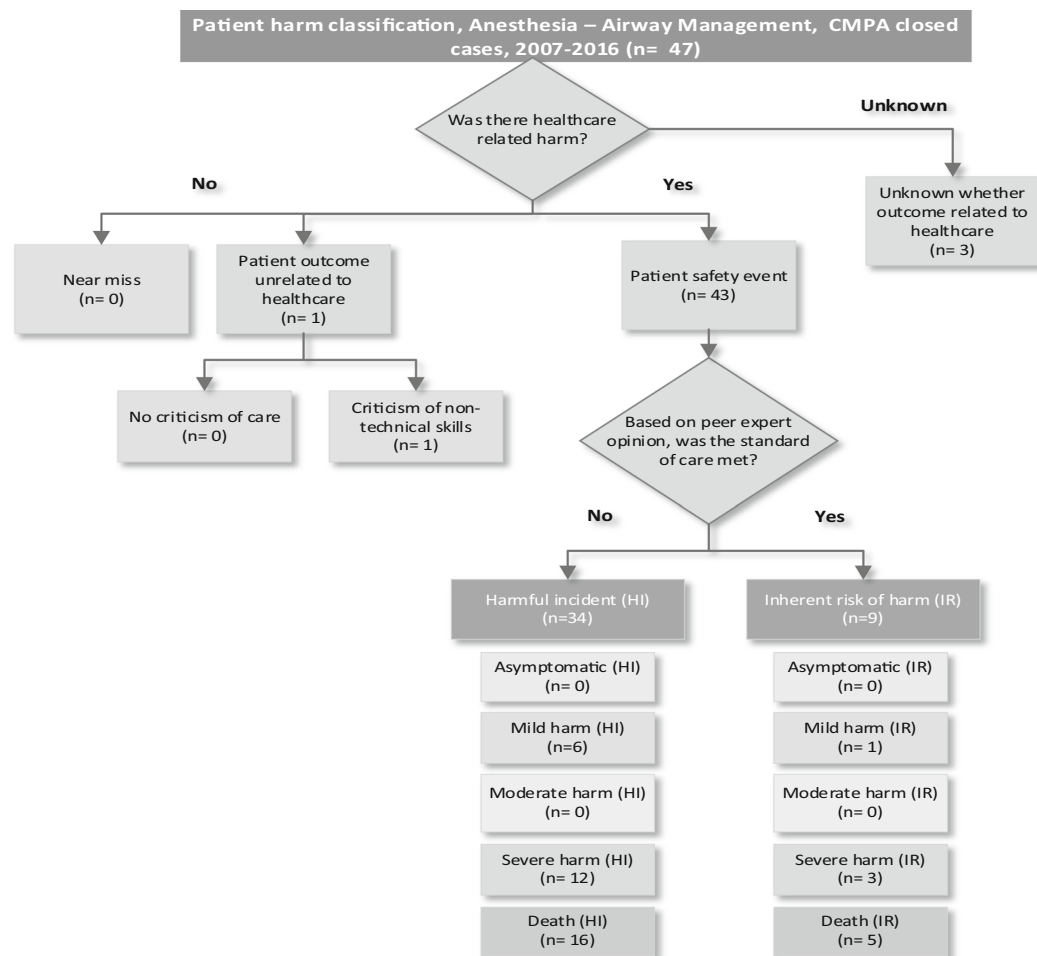 Patient harm classification, Anesthesia – Airway Management, CMPA closed
cases, 2007-2016 (n= 47)
Was there healthcare
related harm?
Unknown
No
Yes
Unknown whether
outcome related to
healthcare
(n= 3)
Near miss
(n= 0)
Patient outcome
unrelated to
healthcare
(n= 1)
Patient safety event
(n= 43)
No criticism of care
(n= 0)
Criticism of non-
technical skills
(n= 1)
Based on peer expert
opinion, was the standard
of care met?
No
Yes
Harmful incident (HI)
(n=34)
Inherent risk of harm (IR)
(n=9)
Asymptomatic (HI)
(n= 0)
Asymptomatic (IR)
(n= 0)
Mild harm (HI)
(n=6)
Mild harm (IR)
(n= 1)
Moderate harm (HI)
(n= 0)
Moderate harm (IR)
(n= 0)
Severe harm (HI)
(n= 12)
Severe harm (IR)
(n= 3)
Death (HI)
(n= 16)
Death (IR)
(n= 5)